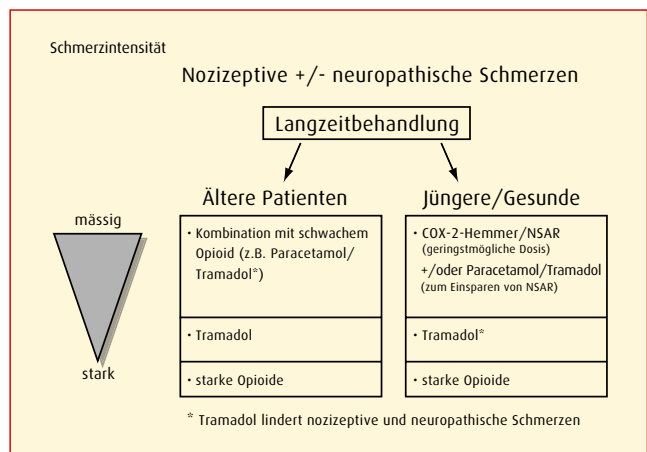 Schmerzintensität
Nozizeptive +/- neuropathische Schmerzen
Langzeitbehandlung
Ältere Patienten
Jüngere/Gesunde
mässig
stark
· Kombination mit schwachem
Opioid (z.B. Paracetamol/
Tramadol*)
· Tramadol
· starke Opioide
· COX-2-Hemmer/NSAR
(geringstmögliche Dosis)
+/oder Paracetamol/Tramadol
(zum Einsparen von NSAR)
· Tramadol*
· starke Opioide
* Tramadol lindert nozizeptive und neuropathische Schmerzen